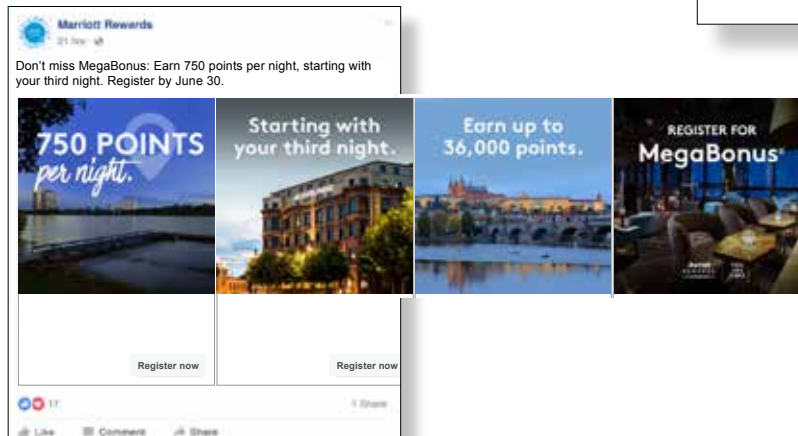 Marriott Rewards
Don't miss MegaBonus: Earn 750 points per night, starting with
your third night. Register by June 30.
750 POINTS
per night.
Starting with
your third night.
Earn up to
36,000 points.
REGISTER FOR
MegaBonus®
Register now
Register now
17
1 Share
Like
Comment
Share